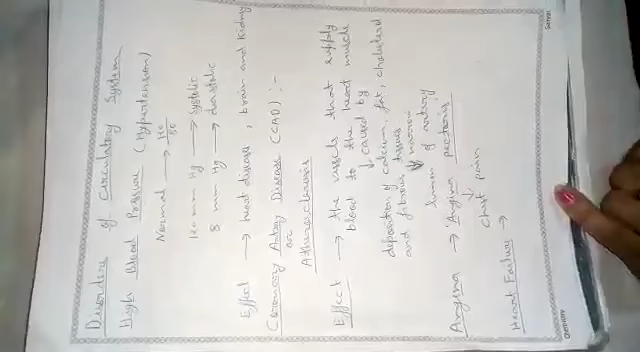 Disorders of Circulatory System
High Blood Pressure (Hypertension)
Normal → 120/80
120 mm Hg → Systolic
8 mm Hg → diastolic
Effect → heart disease, brain and kidney
Coronary Artery Disease (CAD) :-
or
Atherosclerosis
Effect → the vessels that supply
blood to the heart muscle
↓ caused by
deposition of calcium, fat, cholesterol
and fibrous tissues
↓ narrow
lumen of artery
Angina → 'Angina pectoris'
↓
chest pain
Heart Failure →
Chemistry